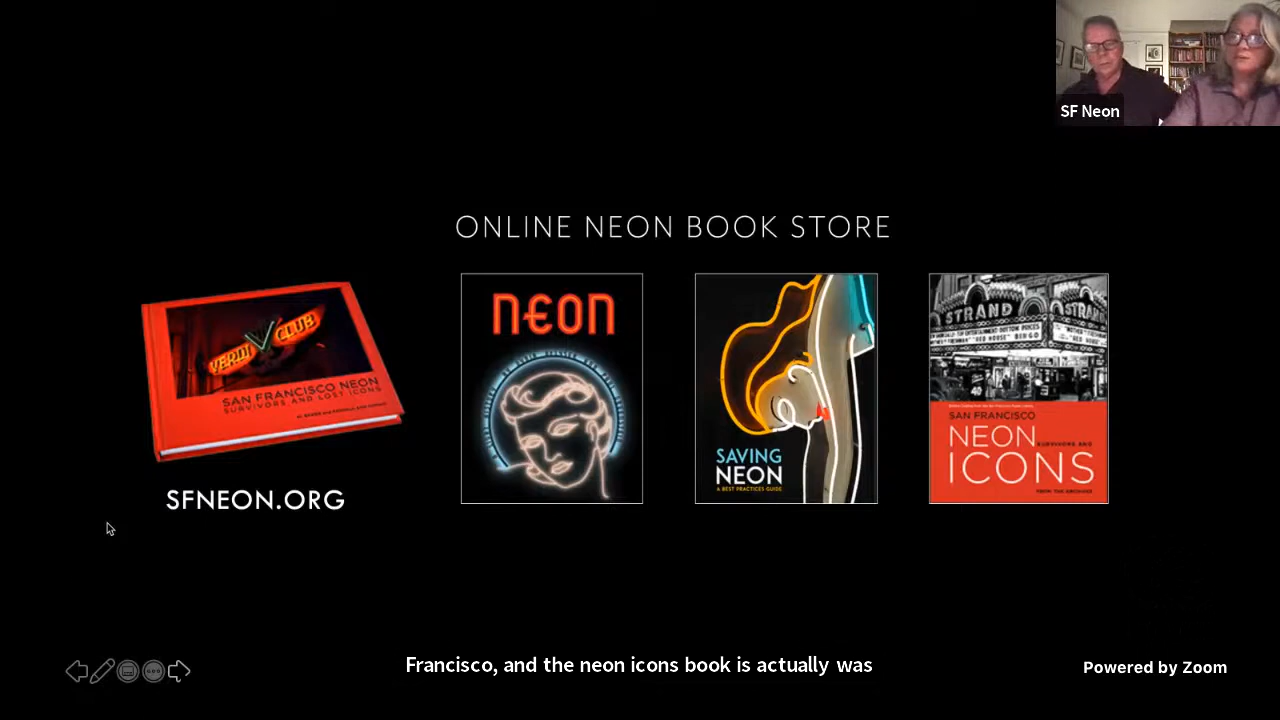 SF Neon
ONLINE NEON BOOK STORE
VERDI CLUB
SAN FRANCISCO NEON
SURVIVORS AND LOST ICONS
SFNEON.ORG
NEON
SAVING
NEON
A BEST PRACTICES GUIDE
STRAND STRAND
SAN FRANCISCO
NEON SURVIVORS AND
ICONS
FROM THE ARCHIVES
Francisco, and the neon icons book is actually was
Powered by Zoom